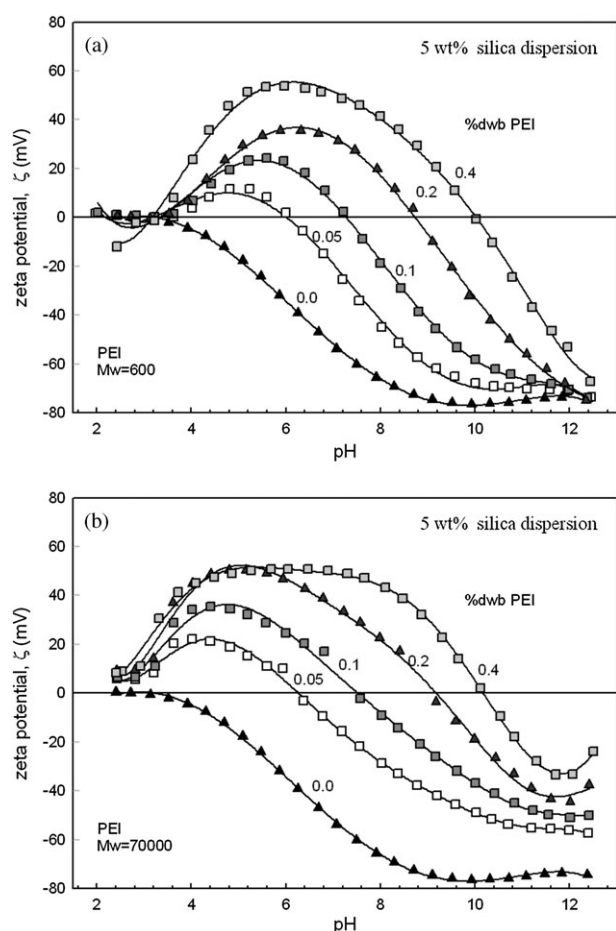 (a)
5 wt% silica dispersion
80
60
40
20
0
-20
-40
-60
-80
zeta potential, ζ (mV)
%dwb PEI
0.4
0.2
0.1
0.05
0.0
PEI
Mw=600
2 4 6 8 10 12
pH
(b)
5 wt% silica dispersion
80
60
40
20
0
-20
-40
-60
-80
zeta potential, ζ (mV)
%dwb PEI
0.4
0.2
0.1
0.05
0.0
PEI
Mw=70000
2 4 6 8 10 12
pH